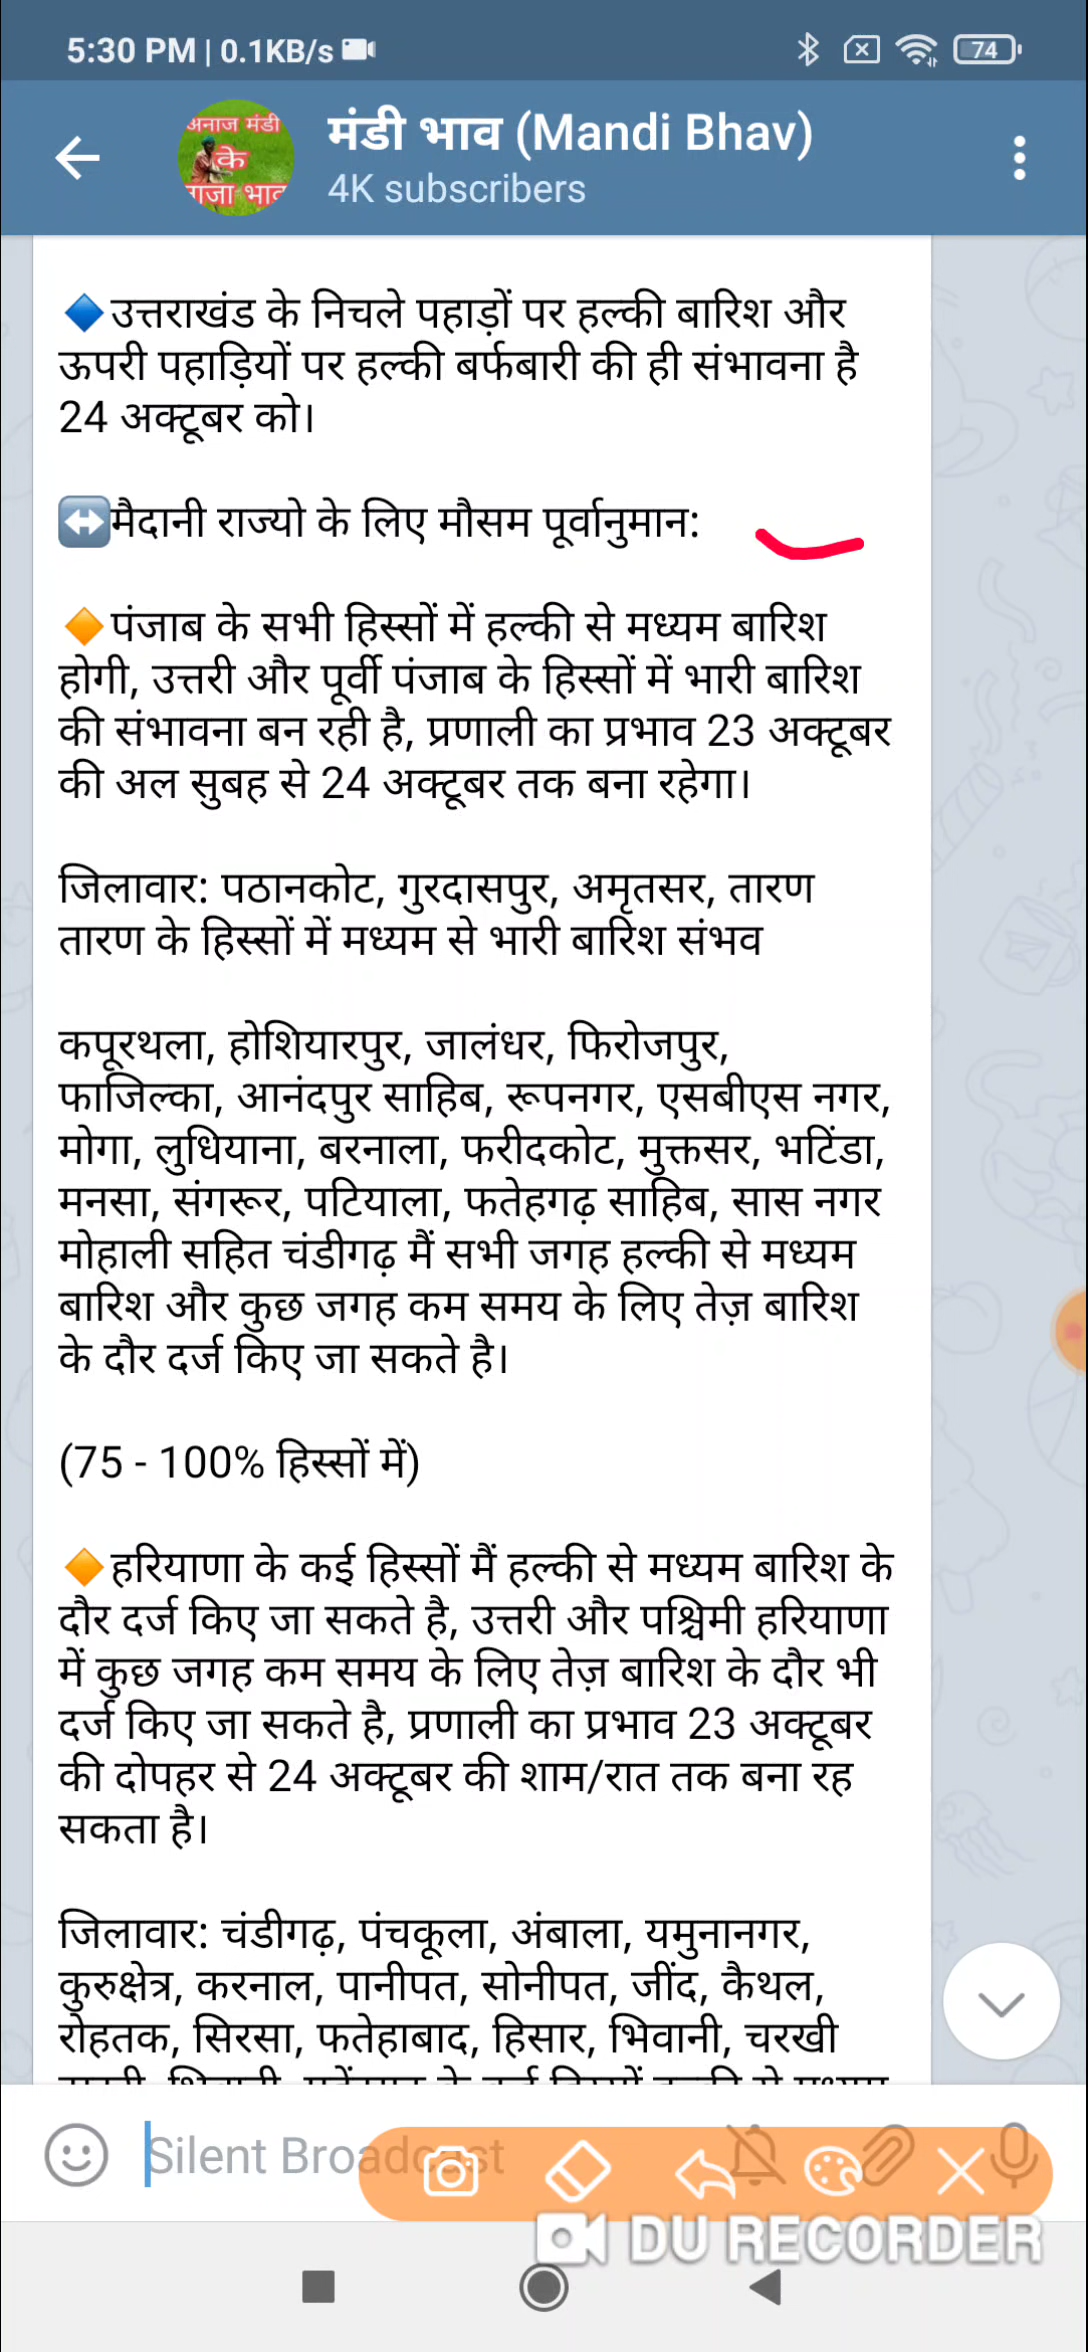 5:30 PM | 0.1KB/s
74
अनाज मंडी
के
मंडी भाव (Mandi Bhav)
4K subscribers
उत्तराखंड के निचले पहाड़ों पर हल्की बारिश और
ऊपरी पहाड़ियों पर हल्की बर्फबारी की ही संभावना है
24 अक्टूबर को।
मैदानी राज्यो के लिए मौसम पूर्वानुमान:
पंजाब के सभी हिस्सों में हल्की से मध्यम बारिश
होगी, उत्तरी और पूर्वी पंजाब के हिस्सों में भारी बारिश
की संभावना बन रही है, प्रणाली का प्रभाव 23 अक्टूबर
की अल सुबह से 24 अक्टूबर तक बना रहेगा।
जिलावार: पठानकोट, गुरदासपुर, अमृतसर, तारण
तारण के हिस्सों में मध्यम से भारी बारिश संभव
कपूरथला, होशियारपुर, जालंधर, फिरोजपुर,
फाजिल्का, आनंदपुर साहिब, रूपनगर, एसबीएस नगर,
मोगा, लुधियाना, बरनाला, फरीदकोट, मुक्तसर, भटिंडा,
मनसा, संगरूर, पटियाला, फतेहगढ़ साहिब, सास नगर
मोहाली सहित चंडीगढ़ मैं सभी जगह हल्की से मध्यम
बारिश और कुछ जगह कम समय के लिए तेज़ बारिश
के दौर दर्ज किए जा सकते है।
(75 - 100% हिस्सों में)
हरियाणा के कई हिस्सों मैं हल्की से मध्यम बारिश के
दौर दर्ज किए जा सकते है, उत्तरी और पश्चिमी हरियाणा
में कुछ जगह कम समय के लिए तेज़ बारिश के दौर भी
दर्ज किए जा सकते है, प्रणाली का प्रभाव 23 अक्टूबर
की दोपहर से 24 अक्टूबर की शाम/रात तक बना रह
सकता है।
जिलावार: चंडीगढ़, पंचकूला, अंबाला, यमुनानगर,
कुरुक्षेत्र, करनाल, पानीपत, सोनीपत, जींद, कैथल,
रोहतक, सिरसा, फतेहाबाद, हिसार, भिवानी, चरखी
Silent Broadcast
DU RECORDER